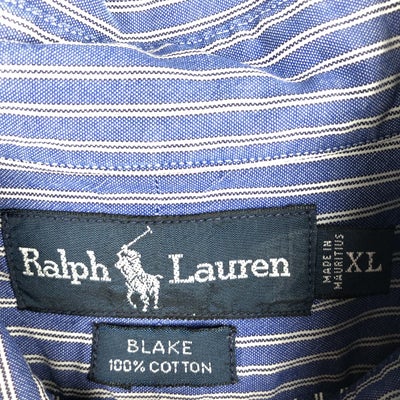 Ralph Lauren
MADE IN
MAURITIUS
XL
BLAKE
100% COTTON